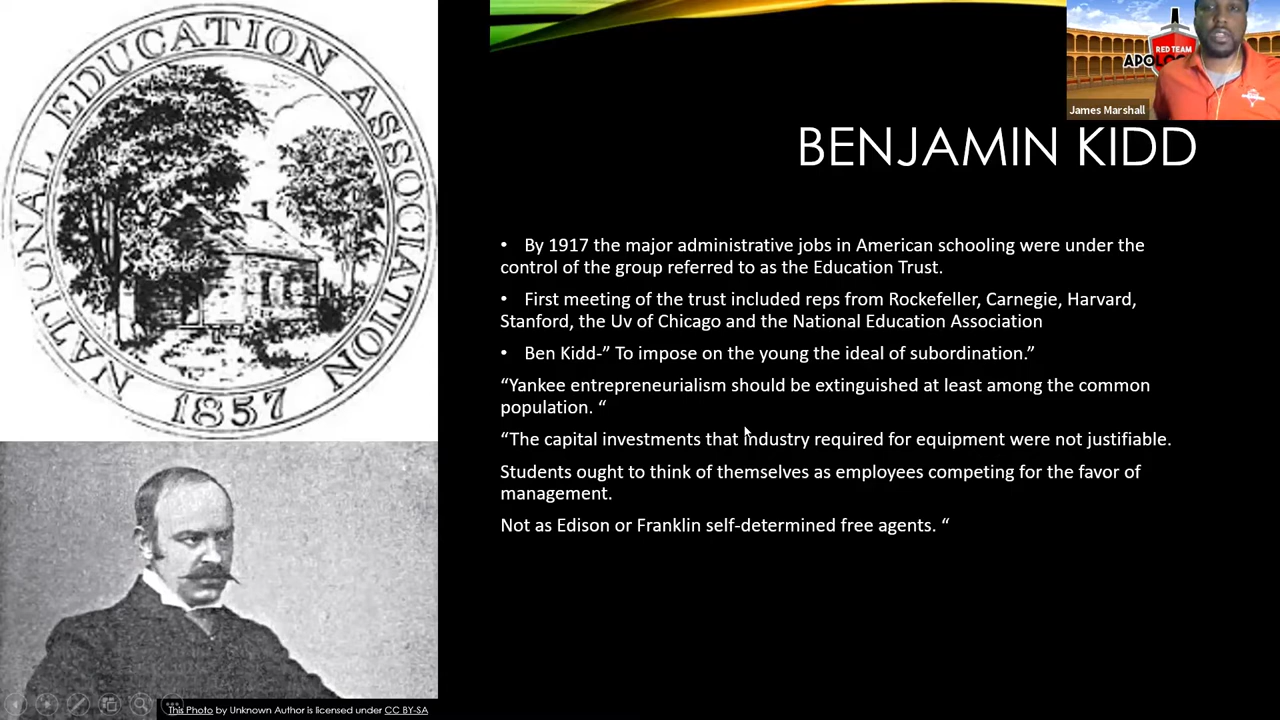 NATIONAL EDUCATION ASSOCIATION
1857
RED TEAM
James Marshall
BENJAMIN KIDD
• By 1917 the major administrative jobs in American schooling were under the
control of the group referred to as the Education Trust.
• First meeting of the trust included reps from Rockefeller, Carnegie, Harvard,
Stanford, the Uv of Chicago and the National Education Association
• Ben Kidd-” To impose on the young the ideal of subordination.”
“Yankee entrepreneurialism should be extinguished at least among the common
population. “
“The capital investments that industry required for equipment were not justifiable.
Students ought to think of themselves as employees competing for the favor of
management.
Not as Edison or Franklin self-determined free agents. “
This Photo by Unknown Author is licensed under CC BY-SA